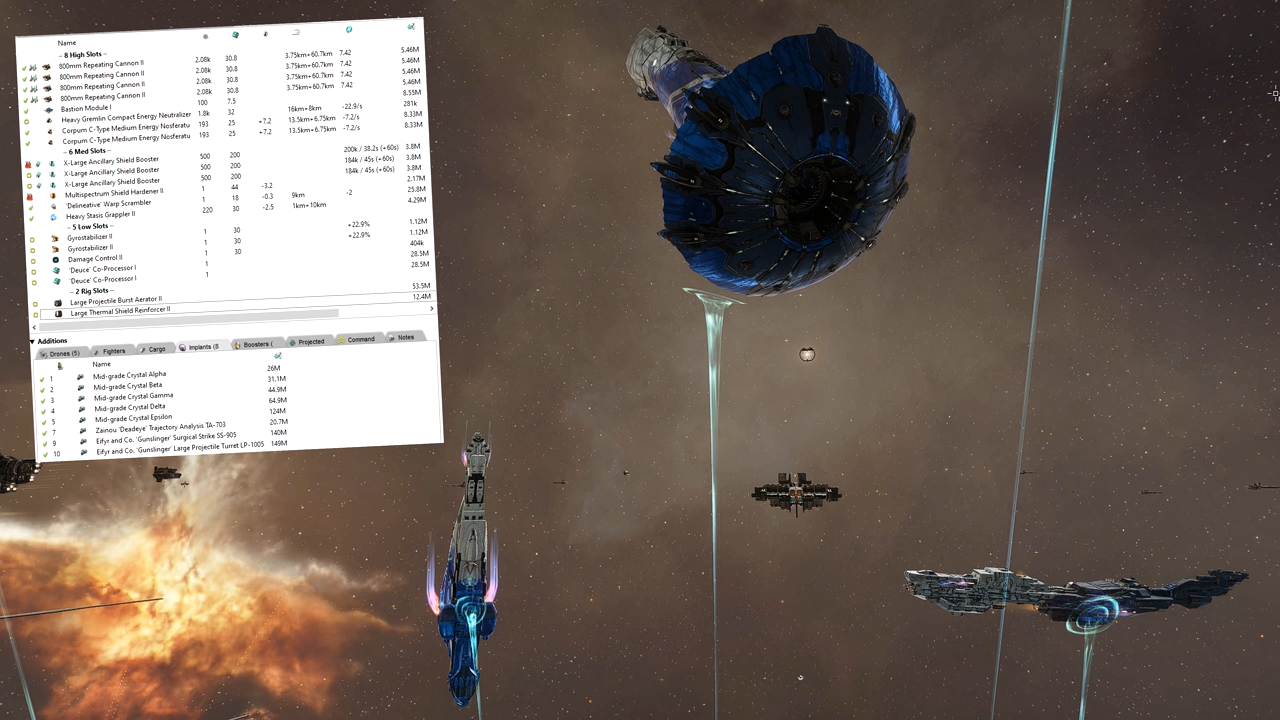 Name
– 8 High Slots –
800mm Repeating Cannon II 2.08k 30.8 3.75km+60.7km 7.42 5.46M
800mm Repeating Cannon II 2.08k 30.8 3.75km+60.7km 7.42 5.46M
800mm Repeating Cannon II 2.08k 30.8 3.75km+60.7km 7.42 5.46M
800mm Repeating Cannon II 2.08k 30.8 3.75km+60.7km 7.42 5.46M
Bastion Module I 100 7.5 8.55M
Heavy Gremlin Compact Energy Neutralizer 1.8k 32 16km+8km -22.9/s 281k
Corpum C-Type Medium Energy Nosferatu 193 25 +7.2 13.5km+6.75km -7.2/s 8.33M
Corpum C-Type Medium Energy Nosferatu 193 25 +7.2 13.5km+6.75km -7.2/s 8.33M
– 6 Med Slots –
X-Large Ancillary Shield Booster 500 200 200k / 38.2s (+60s) 3.8M
X-Large Ancillary Shield Booster 500 200 184k / 45s (+60s) 3.8M
X-Large Ancillary Shield Booster 500 200 184k / 45s (+60s) 3.8M
Multispectrum Shield Hardener II 1 44 -3.2 2.17M
'Delineative' Warp Scrambler 1 18 -0.3 9km -2 25.8M
Heavy Stasis Grappler II 220 30 -2.5 1km+10km 4.29M
– 5 Low Slots –
Gyrostabilizer II 1 30 +22.9% 1.12M
Gyrostabilizer II 1 30 +22.9% 1.12M
Damage Control II 1 30 404k
'Deuce' Co-Processor I 1 28.5M
'Deuce' Co-Processor I 1 28.5M
– 2 Rig Slots –
Large Projectile Burst Aerator II 53.5M
Large Thermal Shield Reinforcer II 12.4M
Additions
Drones (5) Fighters Cargo Implants (8 Boosters ( Projected Command Notes
Name
1 Mid-grade Crystal Alpha 26M
2 Mid-grade Crystal Beta 31.1M
3 Mid-grade Crystal Gamma 44.9M
4 Mid-grade Crystal Delta 64.9M
5 Mid-grade Crystal Epsilon 124M
7 Zainou 'Deadeye' Trajectory Analysis TA-703 20.7M
9 Eifyr and Co. 'Gunslinger' Surgical Strike SS-905 140M
10 Eifyr and Co. 'Gunslinger' Large Projectile Turret LP-1005 149M